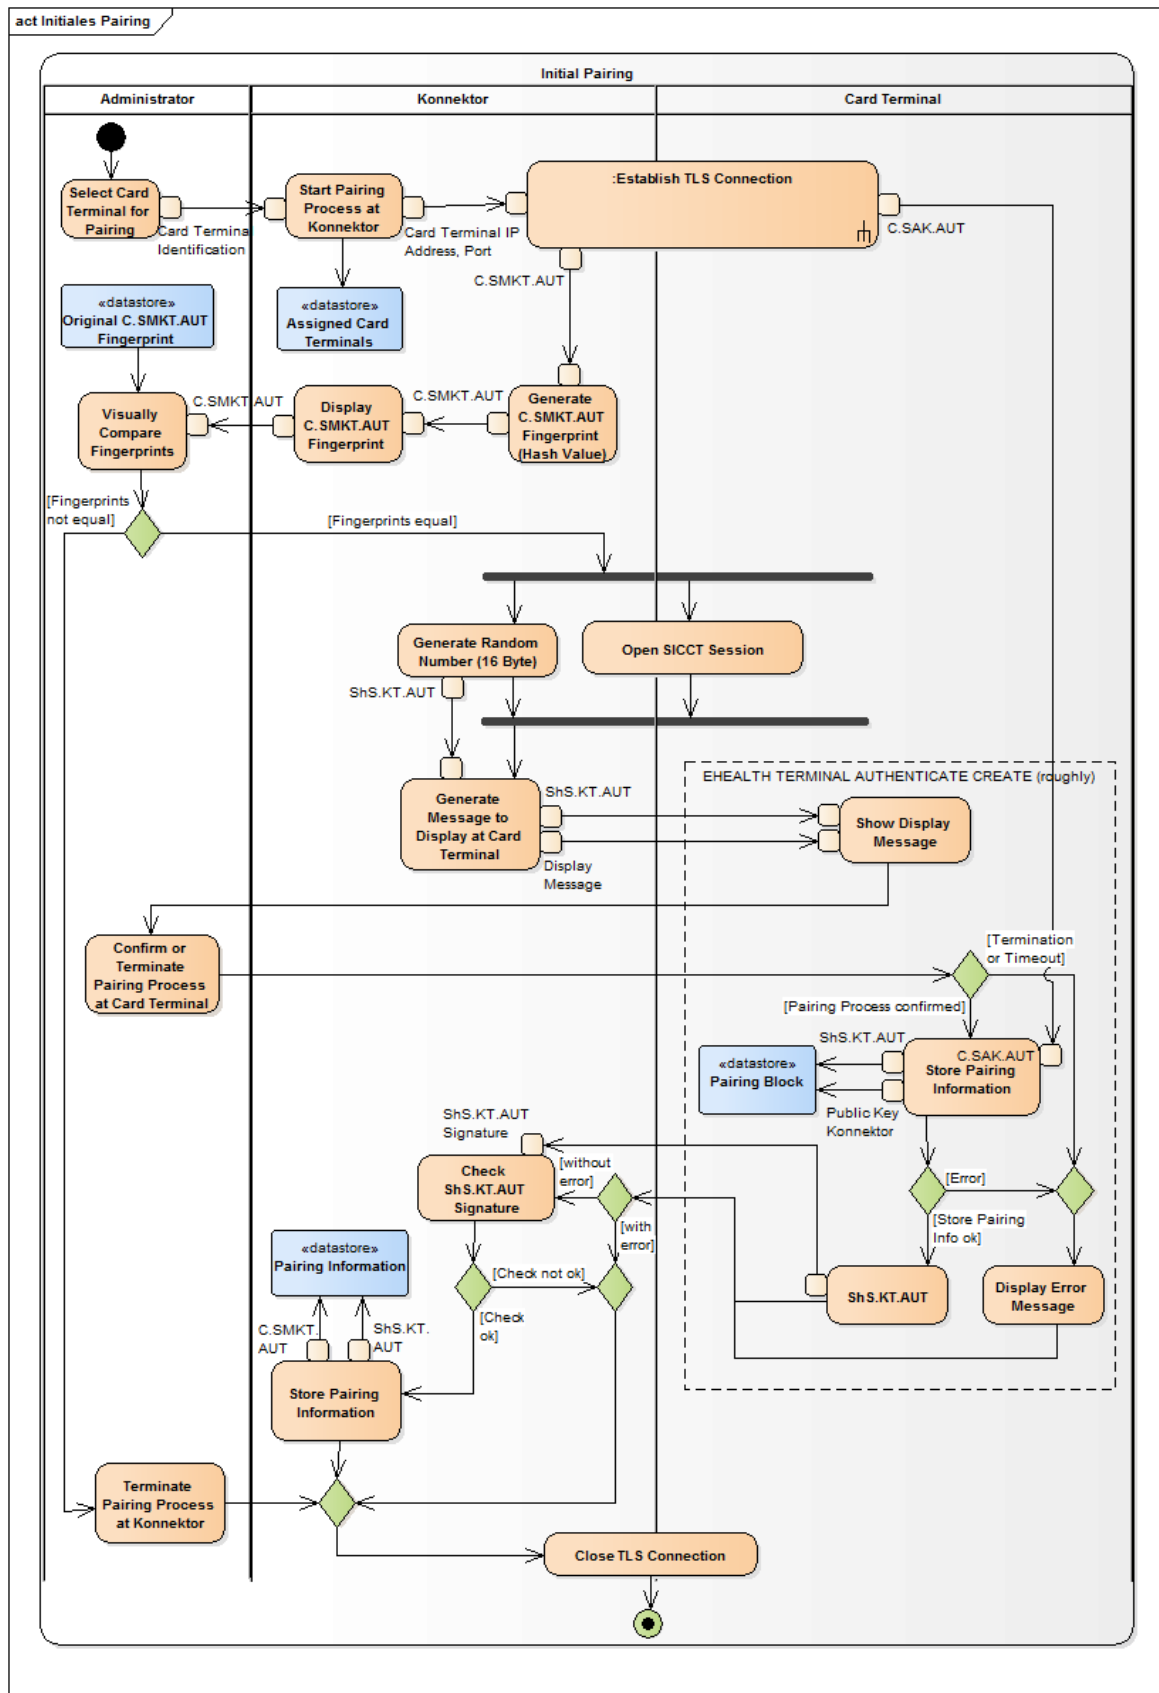 act Initiales Pairing
Initial Pairing
Administrator
Konnektor
Card Terminal
Select Card
Terminal for
Pairing
Card Terminal
Identification
Start Pairing
Process at
Konnektor
Card Terminal IP
Address, Port
:Establish TLS Connection
C.SAK.AUT
C.SMKT.AUT
«datastore»
Original C.SMKT.AUT
Fingerprint
«datastore»
Assigned Card
Terminals
Visually
Compare
Fingerprints
C.SMKT.AUT
Display
C.SMKT.AUT
Fingerprint
C.SMKT.AUT
Generate
C.SMKT.AUT
Fingerprint
(Hash Value)
[Fingerprints
not equal]
[Fingerprints equal]
Generate Random
Number (16 Byte)
Open SICCT Session
ShS.KT.AUT
EHEALTH TERMINAL AUTHENTICATE CREATE (roughly)
Generate
Message to
Display at Card
Terminal
ShS.KT.AUT
Display
Message
Show Display
Message
Confirm or
Terminate
Pairing Process
at Card Terminal
[Termination
or Timeout]
[Pairing Process confirmed]
ShS.KT.AUT
C.SAK.AUT
Store Pairing
Information
«datastore»
Pairing Block
Public Key
Konnektor
ShS.KT.AUT
Signature
[without
error]
Check
ShS.KT.AUT
Signature
[Error]
[with
error]
[Store Pairing
Info ok]
«datastore»
Pairing Information
[Check not ok]
ShS.KT.AUT
Display Error
Message
[Check
ok]
C.SMKT.
AUT
ShS.KT.
AUT
Store Pairing
Information
Terminate
Pairing Process
at Konnektor
Close TLS Connection